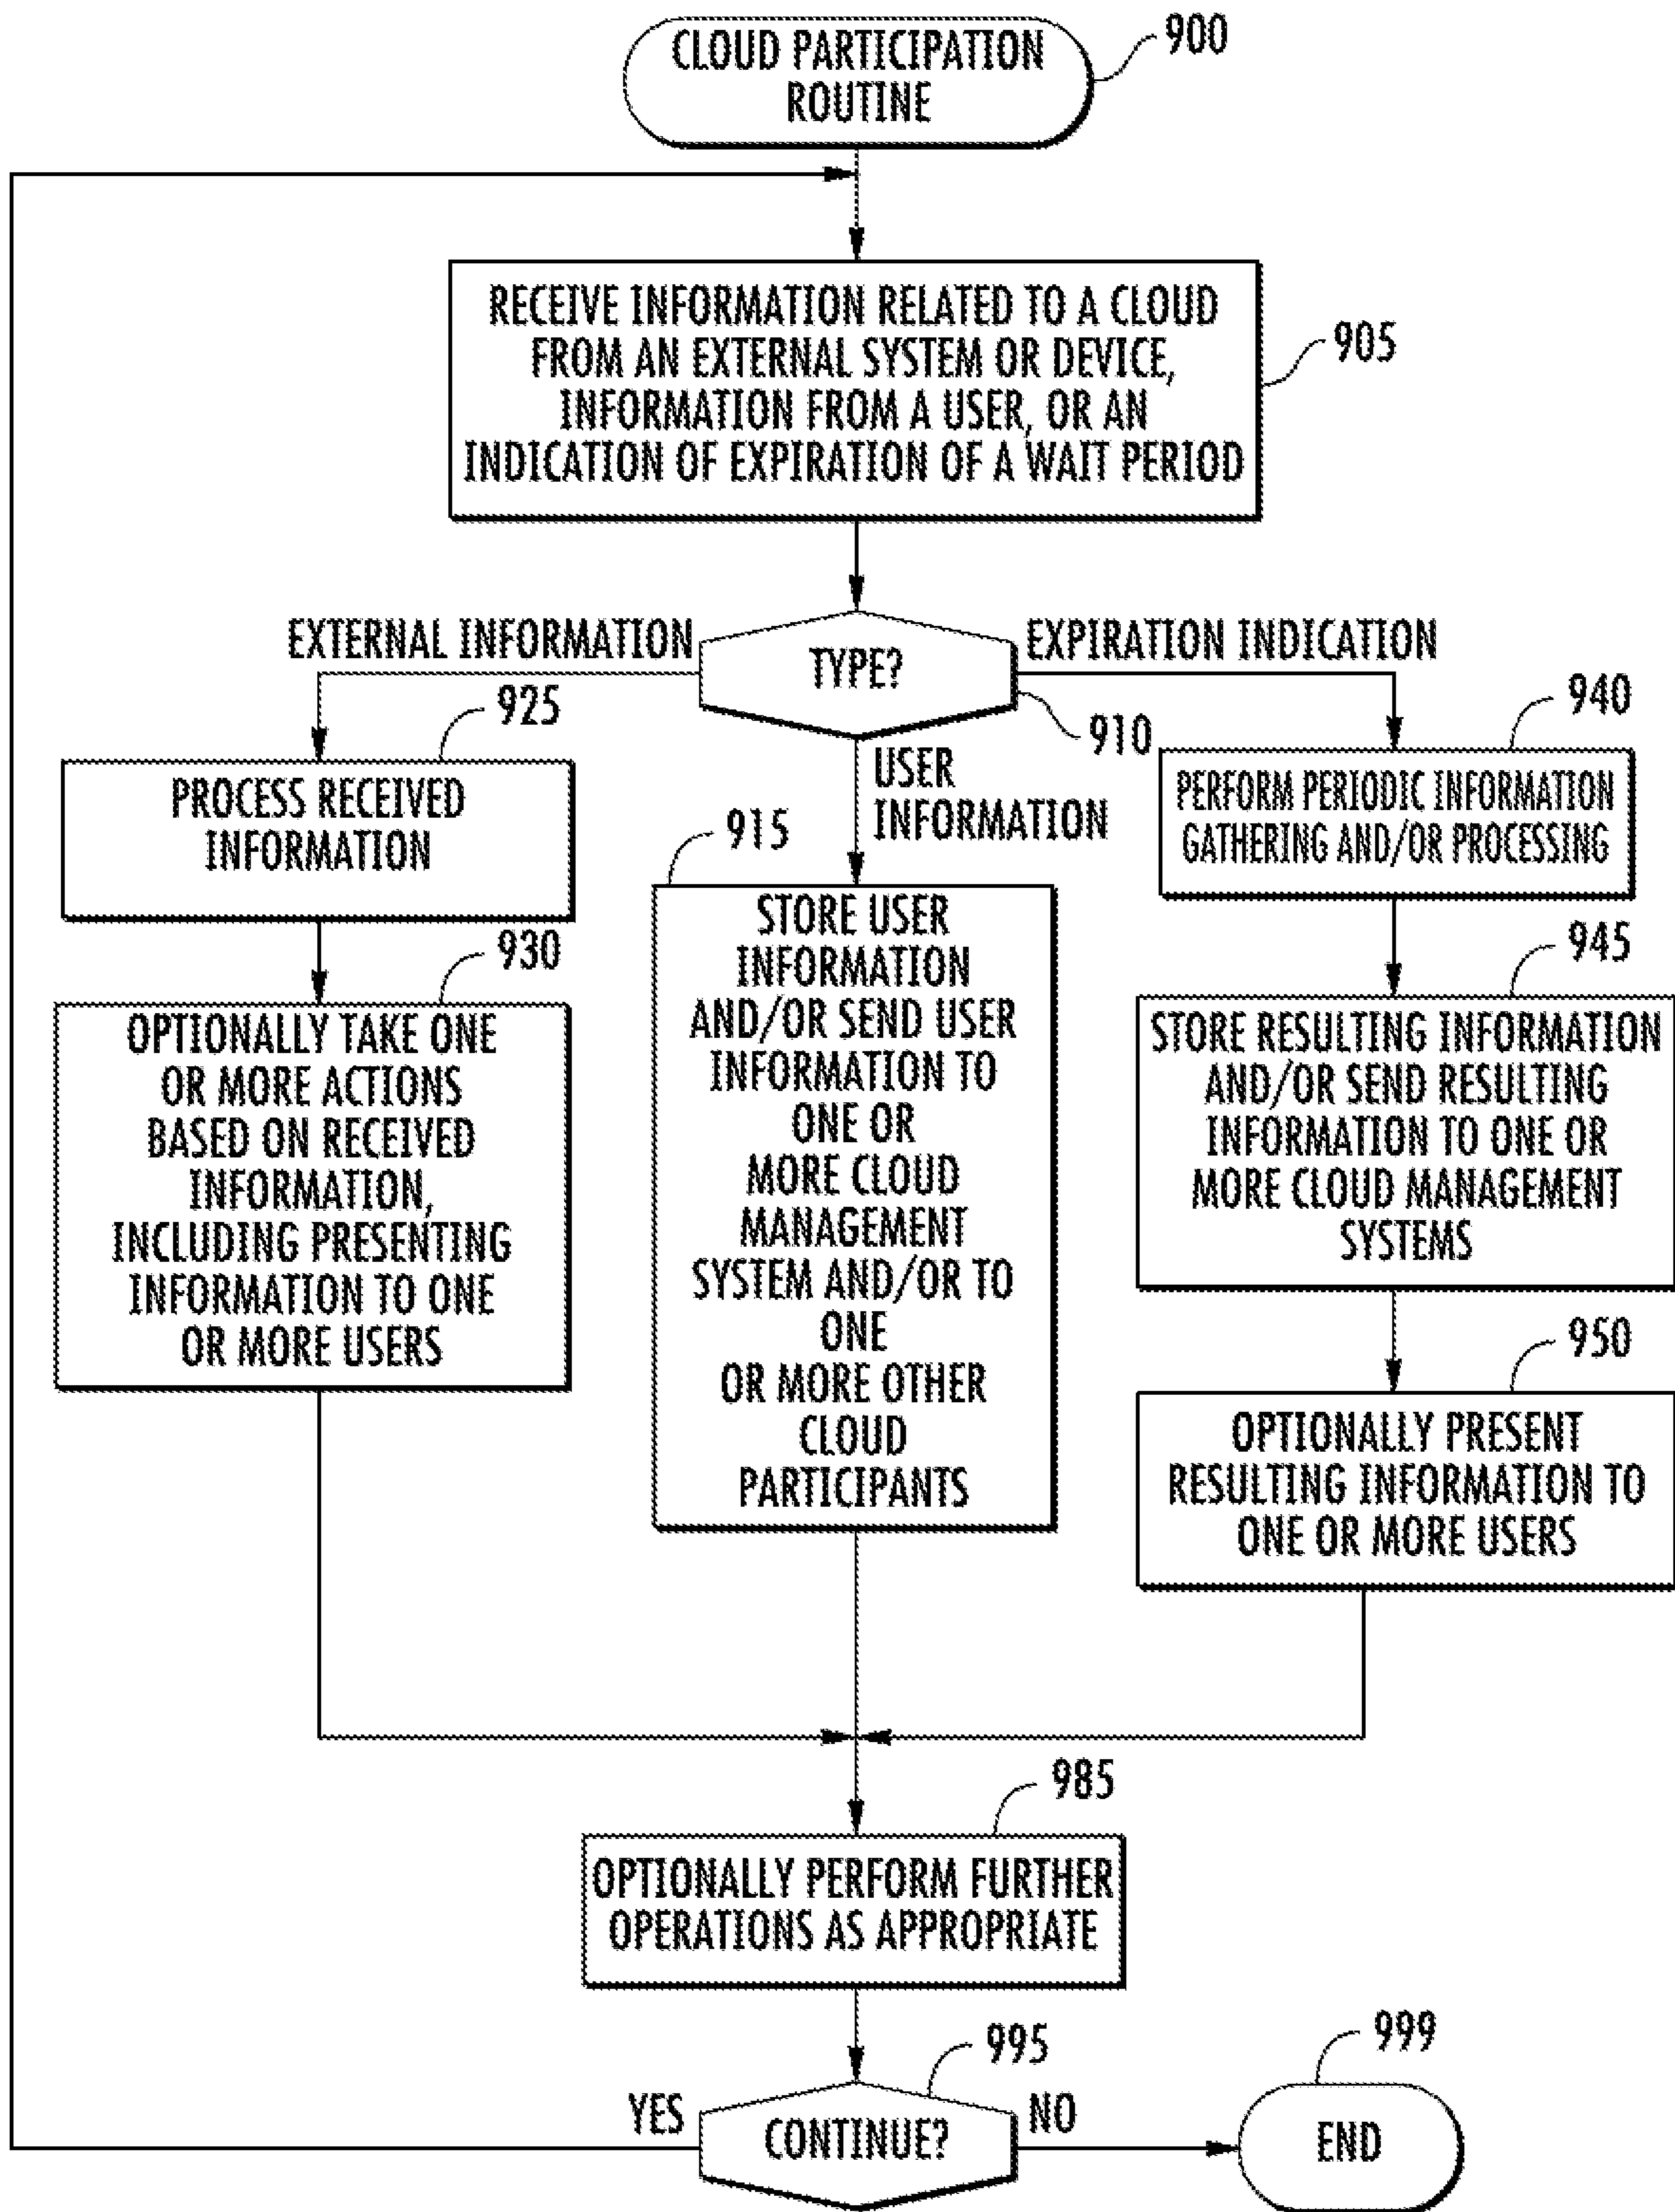 CLOUD PARTICIPATION
ROUTINE
900
RECEIVE INFORMATION RELATED TO A CLOUD
FROM AN EXTERNAL SYSTEM OR DEVICE,
INFORMATION FROM A USER, OR AN
INDICATION OF EXPIRATION OF A WAIT PERIOD
905
EXTERNAL INFORMATION
TYPE?
EXPIRATION INDICATION
910
USER
INFORMATION
925
PROCESS RECEIVED
INFORMATION
930
OPTIONALLY TAKE ONE
OR MORE ACTIONS
BASED ON RECEIVED
INFORMATION,
INCLUDING PRESENTING
INFORMATION TO ONE
OR MORE USERS
915
STORE USER
INFORMATION
AND/OR SEND USER
INFORMATION TO
ONE OR
MORE CLOUD
MANAGEMENT
SYSTEM AND/OR TO
ONE
OR MORE OTHER
CLOUD
PARTICIPANTS
940
PERFORM PERIODIC INFORMATION
GATHERING AND/OR PROCESSING
945
STORE RESULTING INFORMATION
AND/OR SEND RESULTING
INFORMATION TO ONE OR
MORE CLOUD MANAGEMENT
SYSTEMS
950
OPTIONALLY PRESENT
RESULTING INFORMATION TO
ONE OR MORE USERS
985
OPTIONALLY PERFORM FURTHER
OPERATIONS AS APPROPRIATE
995
YES
CONTINUE?
NO
999
END